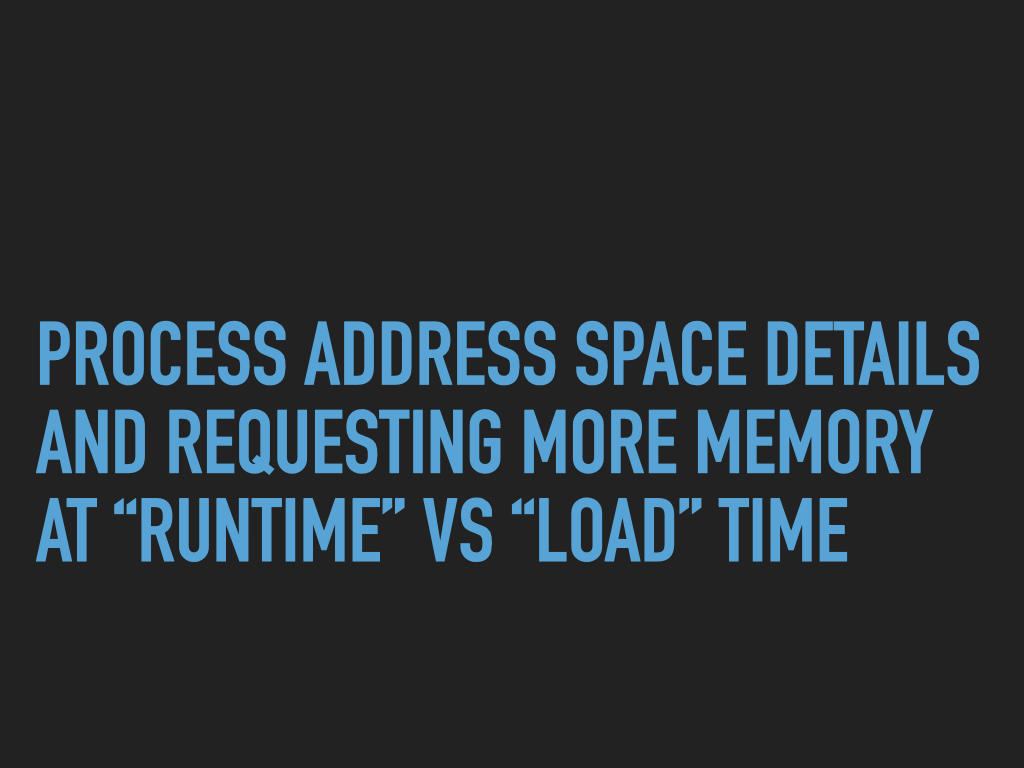 PROCESS ADDRESS SPACE DETAILS
AND REQUESTING MORE MEMORY
AT “RUNTIME” VS “LOAD” TIME